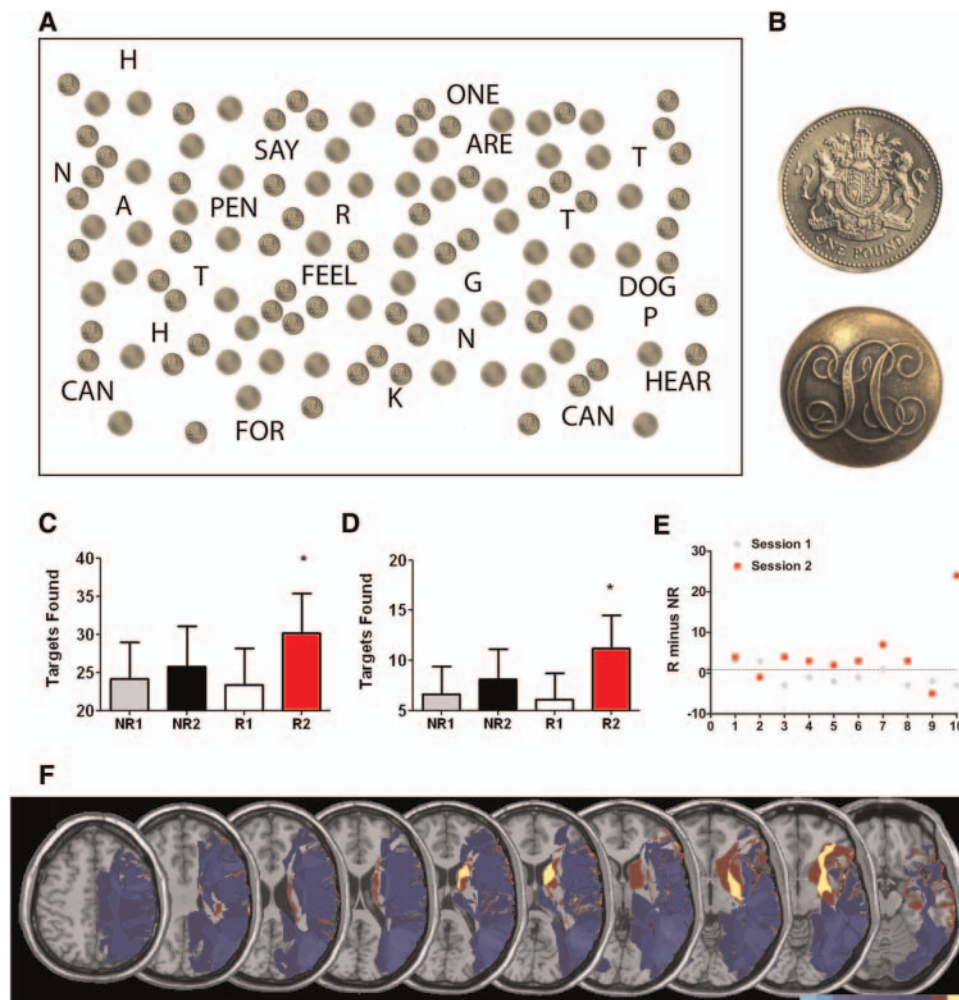 A
B
H
ONE
SAY
ARE
T
N
A
PEN
R
T
T
FEEL
G
DOG
P
H
N
CAN
K
HEAR
FOR
CAN
ONE POUND
C
D
E
40
35
30
25
20
Targets Found
*
NR1 NR2 R1 R2
20
15
10
5
Targets Found
*
NR1 NR2 R1 R2
Session 1
Session 2
30
20
10
0
-10
R minus NR
0 1 2 3 4 5 6 7 8 9 10
F